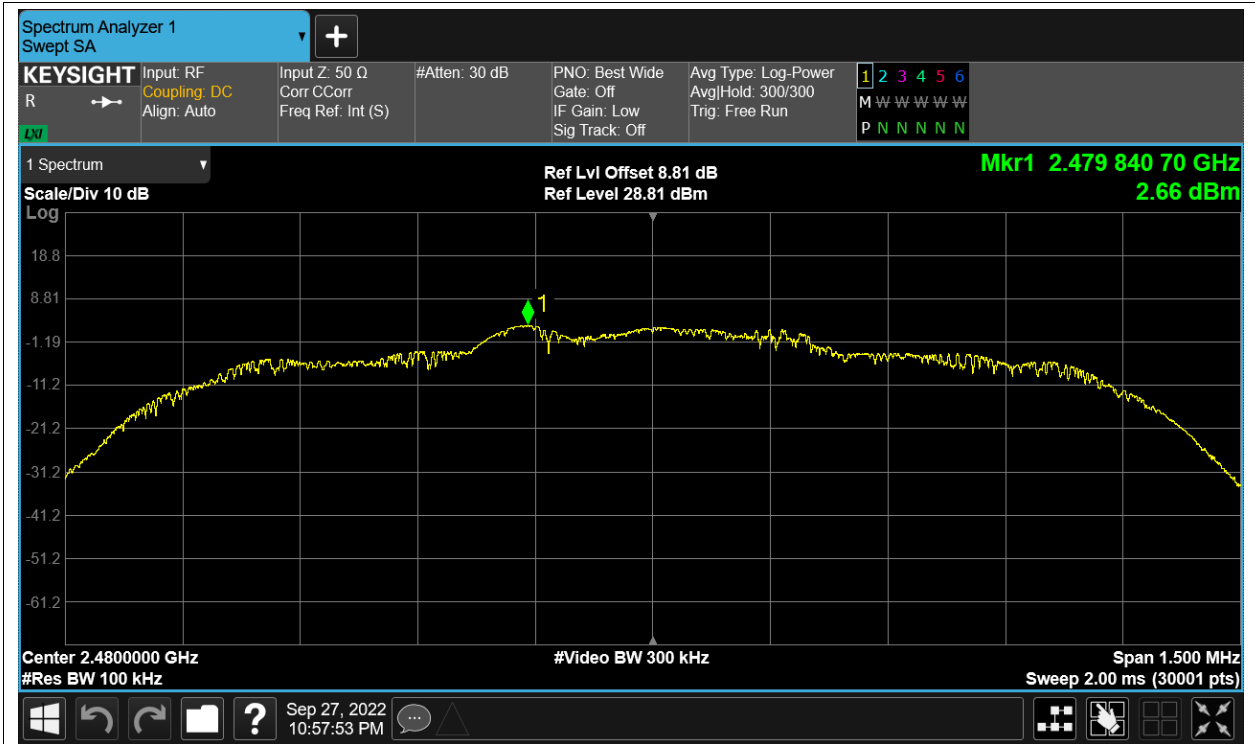 Spectrum Analyzer 1
Swept SA
KEYSIGHT
R
LXI
Input: RF
Coupling: DC
Align: Auto
Input Z: 50 Ω
Corr CCorr
Freq Ref: Int (S)
#Atten: 30 dB
PNO: Best Wide
Gate: Off
IF Gain: Low
Sig Track: Off
Avg Type: Log-Power
Avg|Hold: 300/300
Trig: Free Run
1 2 3 4 5 6
M W W W W W
P N N N N N
1 Spectrum
Scale/Div 10 dB
Log
Ref Lvl Offset 8.81 dB
Ref Level 28.81 dBm
Mkr1 2.479 840 70 GHz
2.66 dBm
18.8
8.81
1
-1.19
-11.2
-21.2
-31.2
-41.2
-51.2
-61.2
Center 2.4800000 GHz
#Video BW 300 kHz
Span 1.500 MHz
#Res BW 100 kHz
Sweep 2.00 ms (30001 pts)
?
Sep 27, 2022
10:57:53 PM